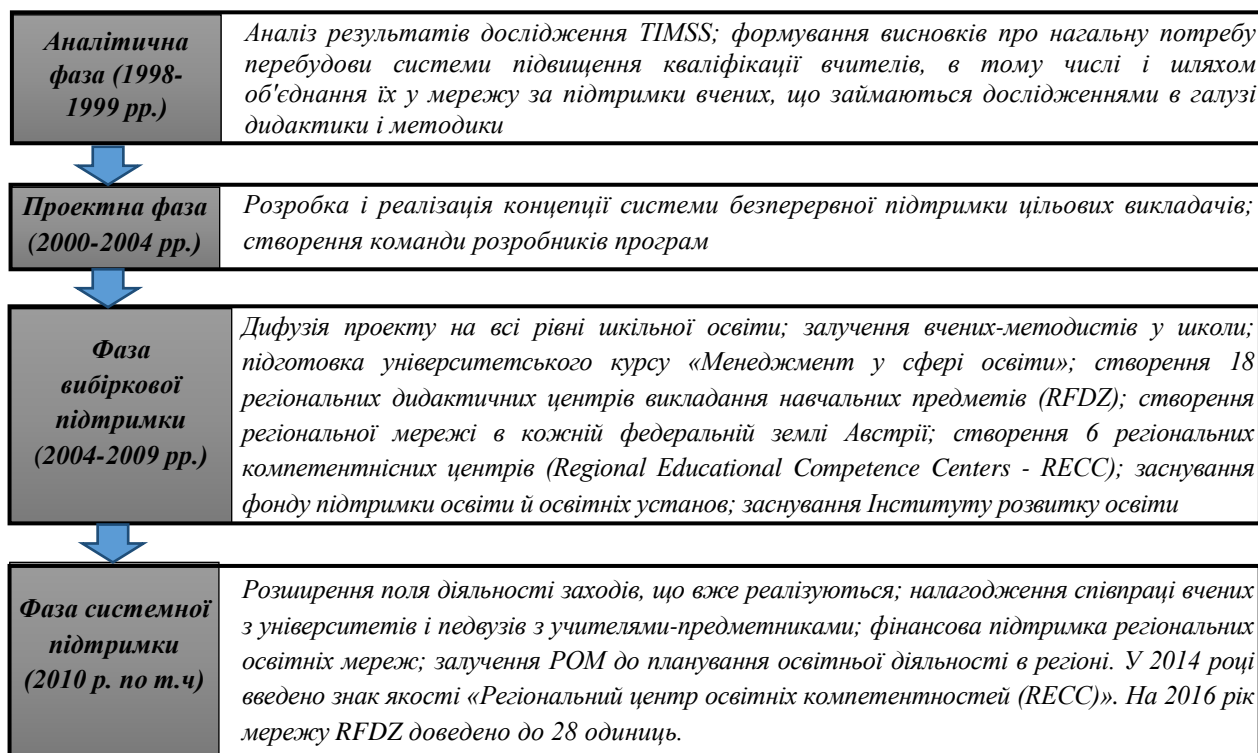 Аналітична
фаза (1998-
1999 рр.)
Аналіз результатів дослідження TIMSS; формування висновків про нагальну потребу
перебудови системи підвищення кваліфікації вчителів, в тому числі і шляхом
об'єднання їх у мережу за підтримки вчених, що займаються дослідженнями в галузі
дидактики і методики
Проектна фаза
(2000-2004 рр.)
Розробка і реалізація концепції системи безперервної підтримки цільових викладачів;
створення команди розробників програм
Фаза
вибіркової
підтримки
(2004-2009 рр.)
Дифузія проекту на всі рівні шкільної освіти; залучення вчених-методистів у школи;
підготовка університетського курсу «Менеджмент у сфері освіти»; створення 18
регіональних дидактичних центрів викладання навчальних предметів (RFDZ); створення
регіональної мережі в кожній федеральній землі Австрії; створення 6 регіональних
компетентнісних центрів (Regional Educational Competence Centers - RECC); заснування
фонду підтримки освіти й освітніх установ; заснування Інституту розвитку освіти
Фаза системної
підтримки
(2010 р. по т.ч)
Розширення поля діяльності заходів, що вже реалізуються; налагодження співпраці вчених
з університетів і педвузів з учителями-предметниками; фінансова підтримка регіональних
освітніх мереж; залучення РОМ до планування освітньої діяльності в регіоні. У 2014 році
введено знак якості «Регіональний центр освітніх компетентностей (RECC)». На 2016 рік
мережу RFDZ доведено до 28 одиниць.